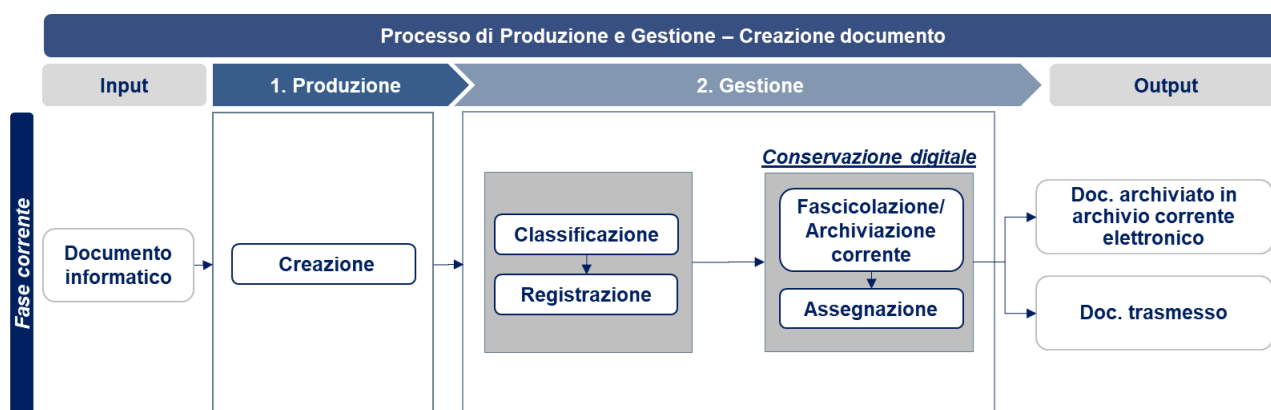 Processo di Produzione e Gestione – Creazione documento
Input
1. Produzione
2. Gestione
Output
Fase corrente
Documento
informatico
Creazione
Classificazione
Registrazione
Conservazione digitale
Fascicolazione/
Archiviazione
corrente
Assegnazione
Doc. archiviato in
archivio corrente
elettronico
Doc. trasmesso